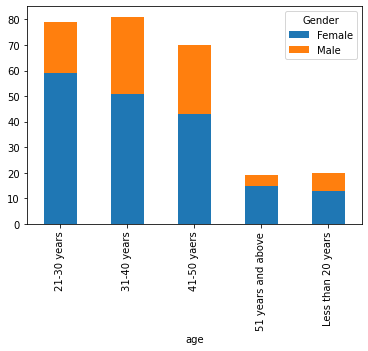 Gender
Female
Male
80
70
60
50
40
30
20
10
0
21-30 years
31-40 years
41-50 yaers
51 years and above
Less than 20 years
age